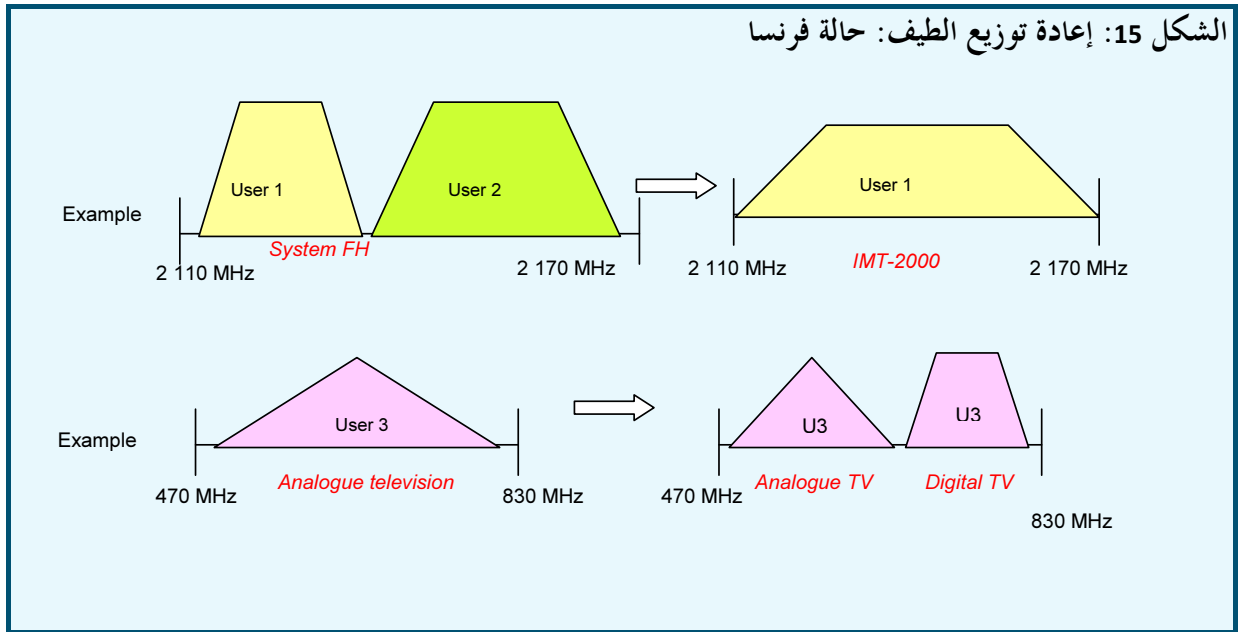 الشكل 15: إعادة توزيع الطيف: حالة فرنسا
User 1
User 2
User 1
Example
System FH
2 110 MHz
2 170 MHz
2 110 MHz
IMT-2000
2 170 MHz
User 3
U3
U3
Example
470 MHz
Analogue television
830 MHz
470 MHz
Analogue TV
Digital TV
830 MHz